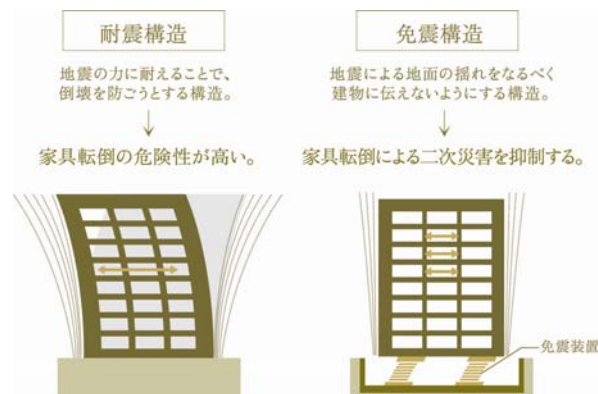 耐震構造
地震の力に耐えることで、
倒壊を防ごうとする構造。
家具転倒の危険性が高い。
免震構造
地震による地面の揺れをなるべく
建物に伝えないようにする構造。
家具転倒による二次災害を抑制する。
免震装置